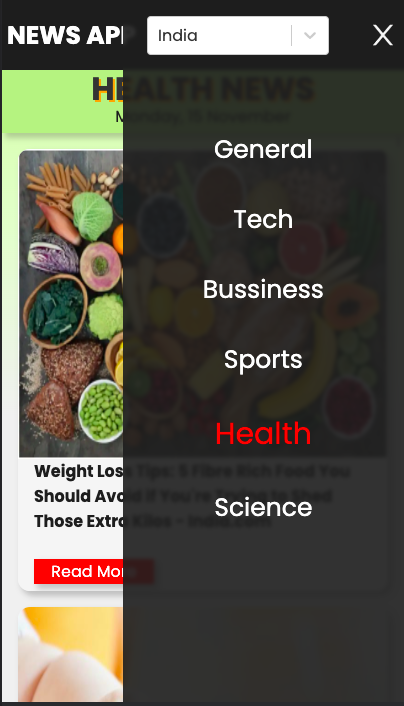 NEWS APP
India
X
HEALTH NEWS
Monday, 15 November
General
Tech
Bussiness
Sports
Health
Science
Weight Loss Tips: 5 Fibre Rich Food You
Should Avoid If You're Trying To Shed
Those Extra Kilos - India.com
Read More